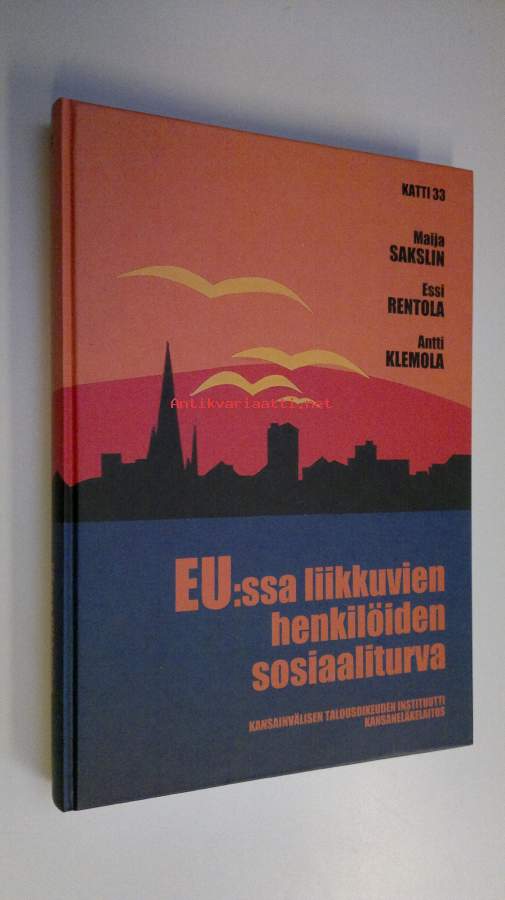 KATTI 33
Maija
SAKSLIN
Essi
RENTOLA
Antti
KLEMOLA
Antikvariaatti.net
EU:ssa liikkuvien
henkilöiden
sosiaaliturva
KANSAINVÄLISEN TALOUSOIKEUDEN INSTITUUTTI
KANSANELÄKELAITOS